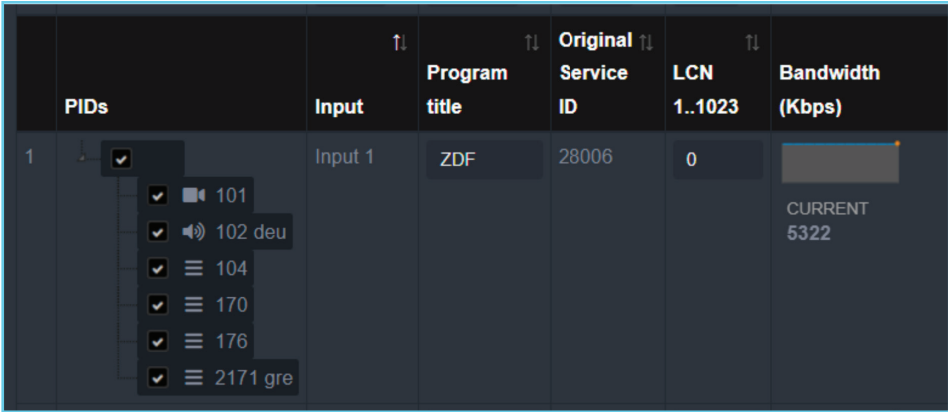 PIDs
Input
Program
title
Original
Service
ID
LCN
1..1023
Bandwidth
(Kbps)
1
Input 1
ZDF
28006
0
CURRENT
5322
101
102 deu
104
170
176
2171 gre